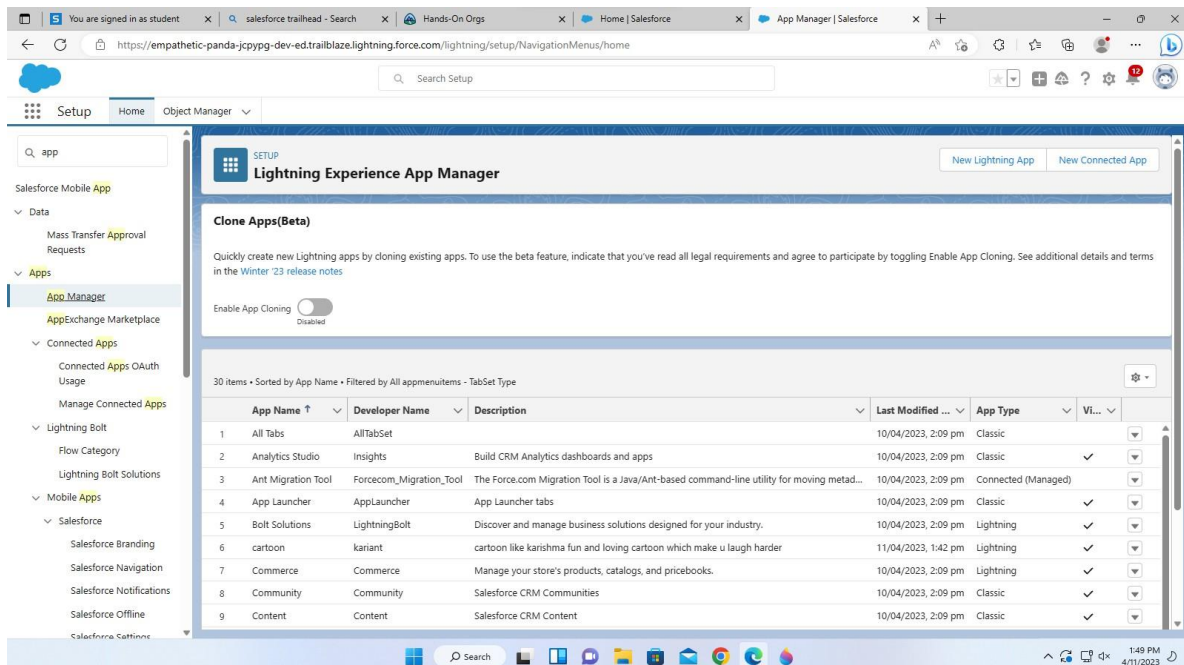 You are signed in as student
salesforce trailhead - Search
Hands-On Orgs
Home | Salesforce
App Manager | Salesforce
https://empathetic-panda-jcpypg-dev-ed.trailblaze.lightning.force.com/lightning/setup/NavigationMenus/home
Search Setup
12
Setup
Home
Object Manager
app
Salesforce Mobile App
Data
Mass Transfer Approval
Requests
Apps
App Manager
AppExchange Marketplace
Connected Apps
Connected Apps OAuth
Usage
Manage Connected Apps
Lightning Bolt
Flow Category
Lightning Bolt Solutions
Mobile Apps
Salesforce
Salesforce Branding
Salesforce Navigation
Salesforce Notifications
Salesforce Offline
Salesforce Settings
SETUP
Lightning Experience App Manager
New Lightning App
New Connected App
Clone Apps(Beta)
Quickly create new Lightning apps by cloning existing apps. To use the beta feature, indicate that you've read all legal requirements and agree to participate by toggling Enable App Cloning. See additional details and terms
in the Winter '23 release notes
Enable App Cloning
Disabled
30 items • Sorted by App Name • Filtered by All appmenuitems - TabSet Type
App Name ↑ Developer Name Description Last Modified ... App Type Vi...
1 All Tabs AllTabSet 10/04/2023, 2:09 pm Classic
2 Analytics Studio Insights Build CRM Analytics dashboards and apps 10/04/2023, 2:09 pm Classic
3 Ant Migration Tool Forcecom_Migration_Tool The Force.com Migration Tool is a Java/Ant-based command-line utility for moving metad... 10/04/2023, 2:09 pm Connected (Managed)
4 App Launcher AppLauncher App Launcher tabs 10/04/2023, 2:09 pm Classic
5 Bolt Solutions LightningBolt Discover and manage business solutions designed for your industry. 10/04/2023, 2:09 pm Lightning
6 cartoon kariant cartoon like karishma fun and loving cartoon which make u laugh harder 11/04/2023, 1:42 pm Lightning
7 Commerce Commerce Manage your store's products, catalogs, and pricebooks. 10/04/2023, 2:09 pm Lightning
8 Community Community Salesforce CRM Communities 10/04/2023, 2:09 pm Classic
9 Content Content Salesforce CRM Content 10/04/2023, 2:09 pm Classic
Search
1:49 PM
4/11/2023